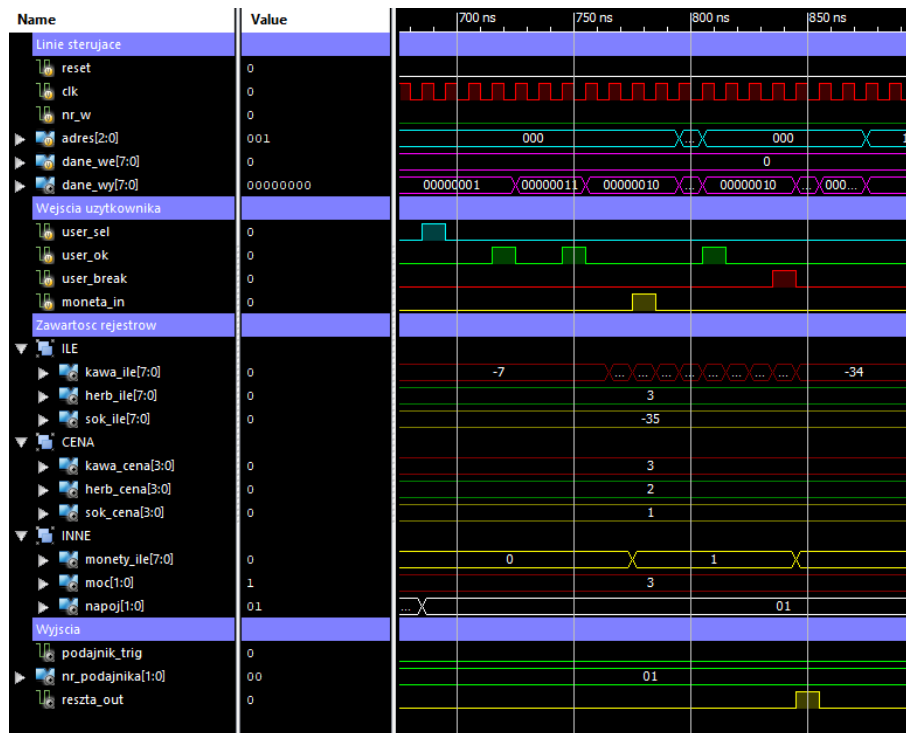 Name Value 700 ns 750 ns 800 ns 850 ns
Linie sterujace
reset 0
clk 0
nr_w 0
adres[2:0] 001 000 ... 000 1
dane_we[7:0] 0 0
dane_wy[7:0] 00000000 00000001 00000011 00000010 ... 00000010 ... 000...
Wejscia uzytkownika
user_sel 0
user_ok 0
user_break 0
moneta_in 0
Zawartosc rejestrow
ILE
kawa_ile[7:0] 0 -7 ... ... ... ... ... ... ... ... -34
herb_ile[7:0] 0 3
sok_ile[7:0] 0 -35
CENA
kawa_cena[3:0] 0 3
herb_cena[3:0] 0 2
sok_cena[3:0] 0 1
INNE
monety_ile[7:0] 0 0 1
moc[1:0] 1 3
napoj[1:0] 01 ... 01
Wyjscia
podajnik_trig 0
nr_podajnika[1:0] 00 01
reszta_out 0